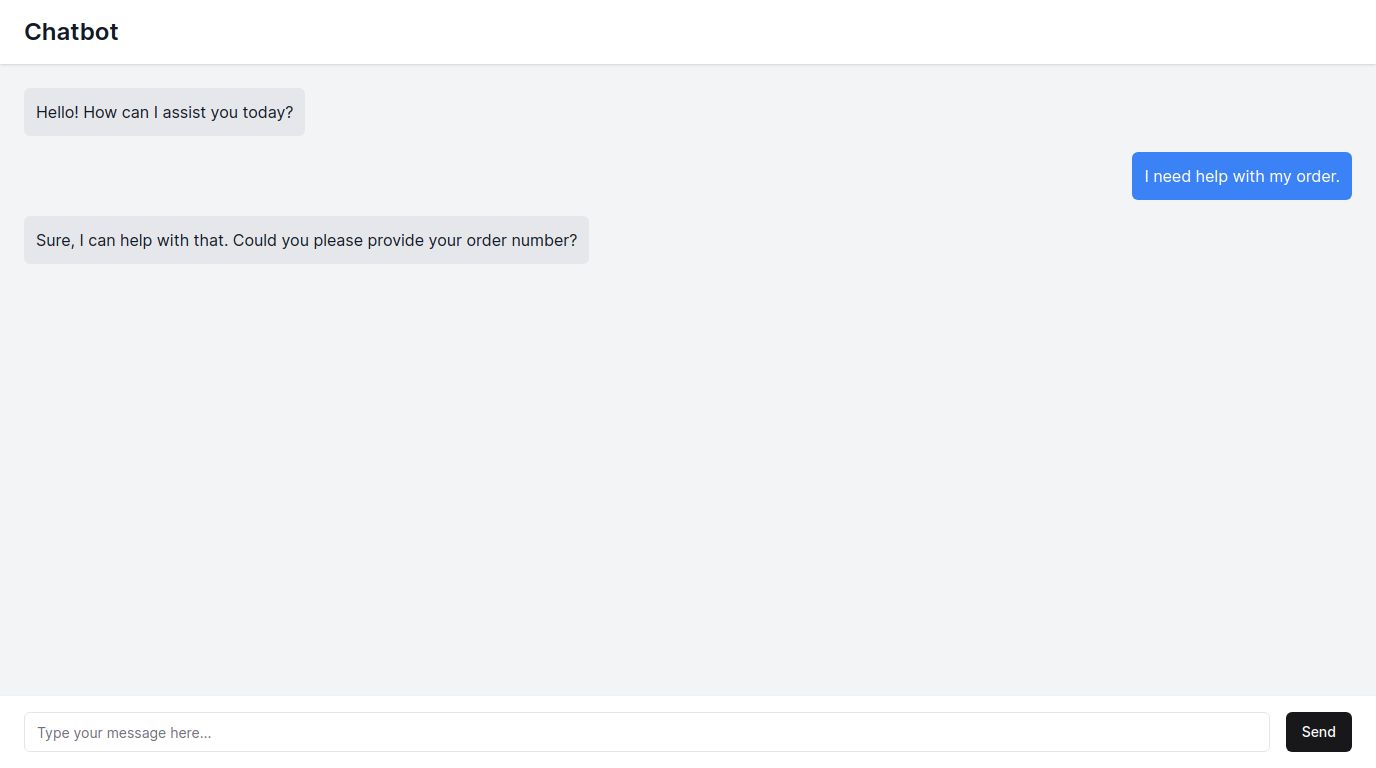 Chatbot
Hello! How can I assist you today?
I need help with my order.
Sure, I can help with that. Could you please provide your order number?
Type your message here...
Send